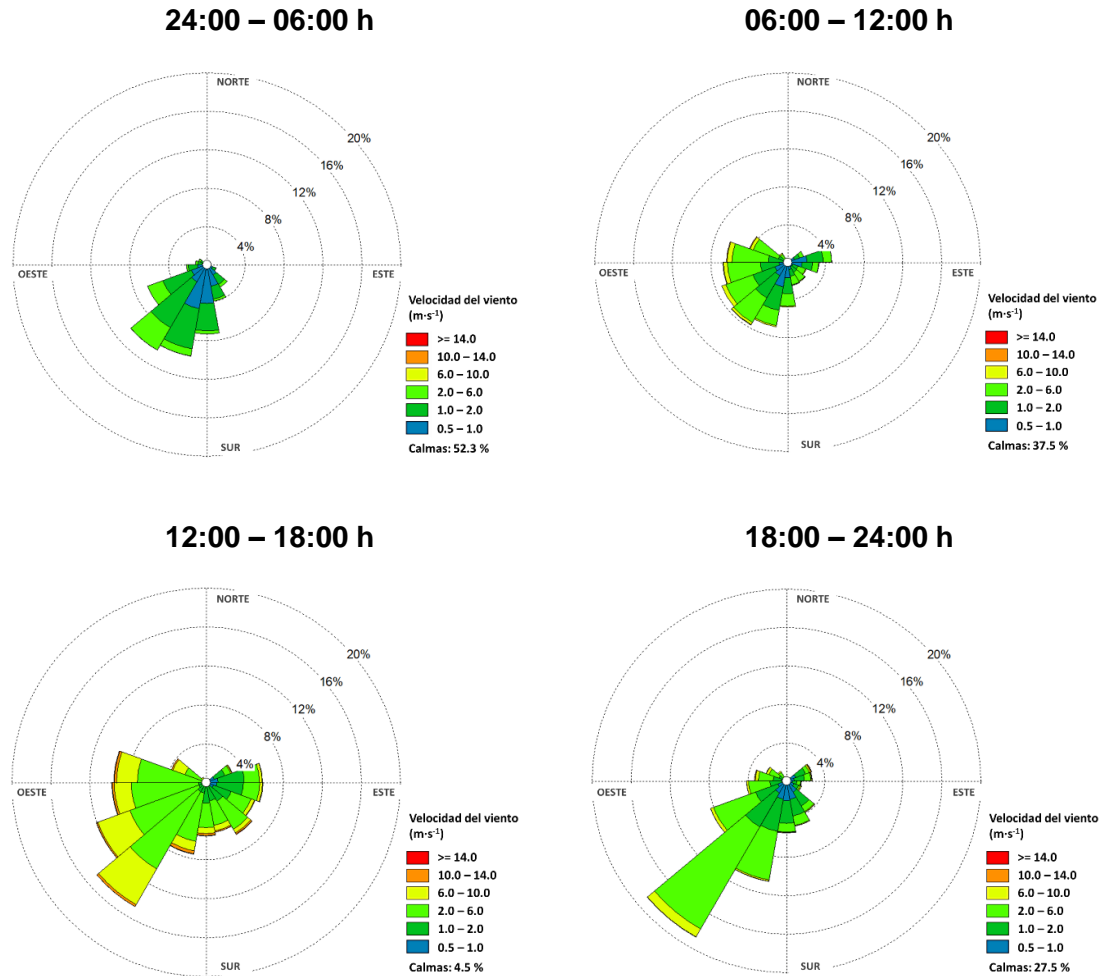 24:00 – 06:00 h
NORTE
20%
16%
12%
8%
4%
OESTE
ESTE
SUR
Velocidad del viento
(m·s⁻¹)
>= 14.0
10.0 – 14.0
6.0 – 10.0
2.0 – 6.0
1.0 – 2.0
0.5 – 1.0
Calmas: 52.3 %
06:00 – 12:00 h
NORTE
20%
16%
12%
8%
4%
OESTE
ESTE
SUR
Velocidad del viento
(m·s⁻¹)
>= 14.0
10.0 – 14.0
6.0 – 10.0
2.0 – 6.0
1.0 – 2.0
0.5 – 1.0
Calmas: 37.5 %
12:00 – 18:00 h
NORTE
20%
16%
12%
8%
4%
OESTE
ESTE
SUR
Velocidad del viento
(m·s⁻¹)
>= 14.0
10.0 – 14.0
6.0 – 10.0
2.0 – 6.0
1.0 – 2.0
0.5 – 1.0
Calmas: 4.5 %
18:00 – 24:00 h
NORTE
20%
16%
12%
8%
4%
OESTE
ESTE
SUR
Velocidad del viento
(m·s⁻¹)
>= 14.0
10.0 – 14.0
6.0 – 10.0
2.0 – 6.0
1.0 – 2.0
0.5 – 1.0
Calmas: 27.5 %